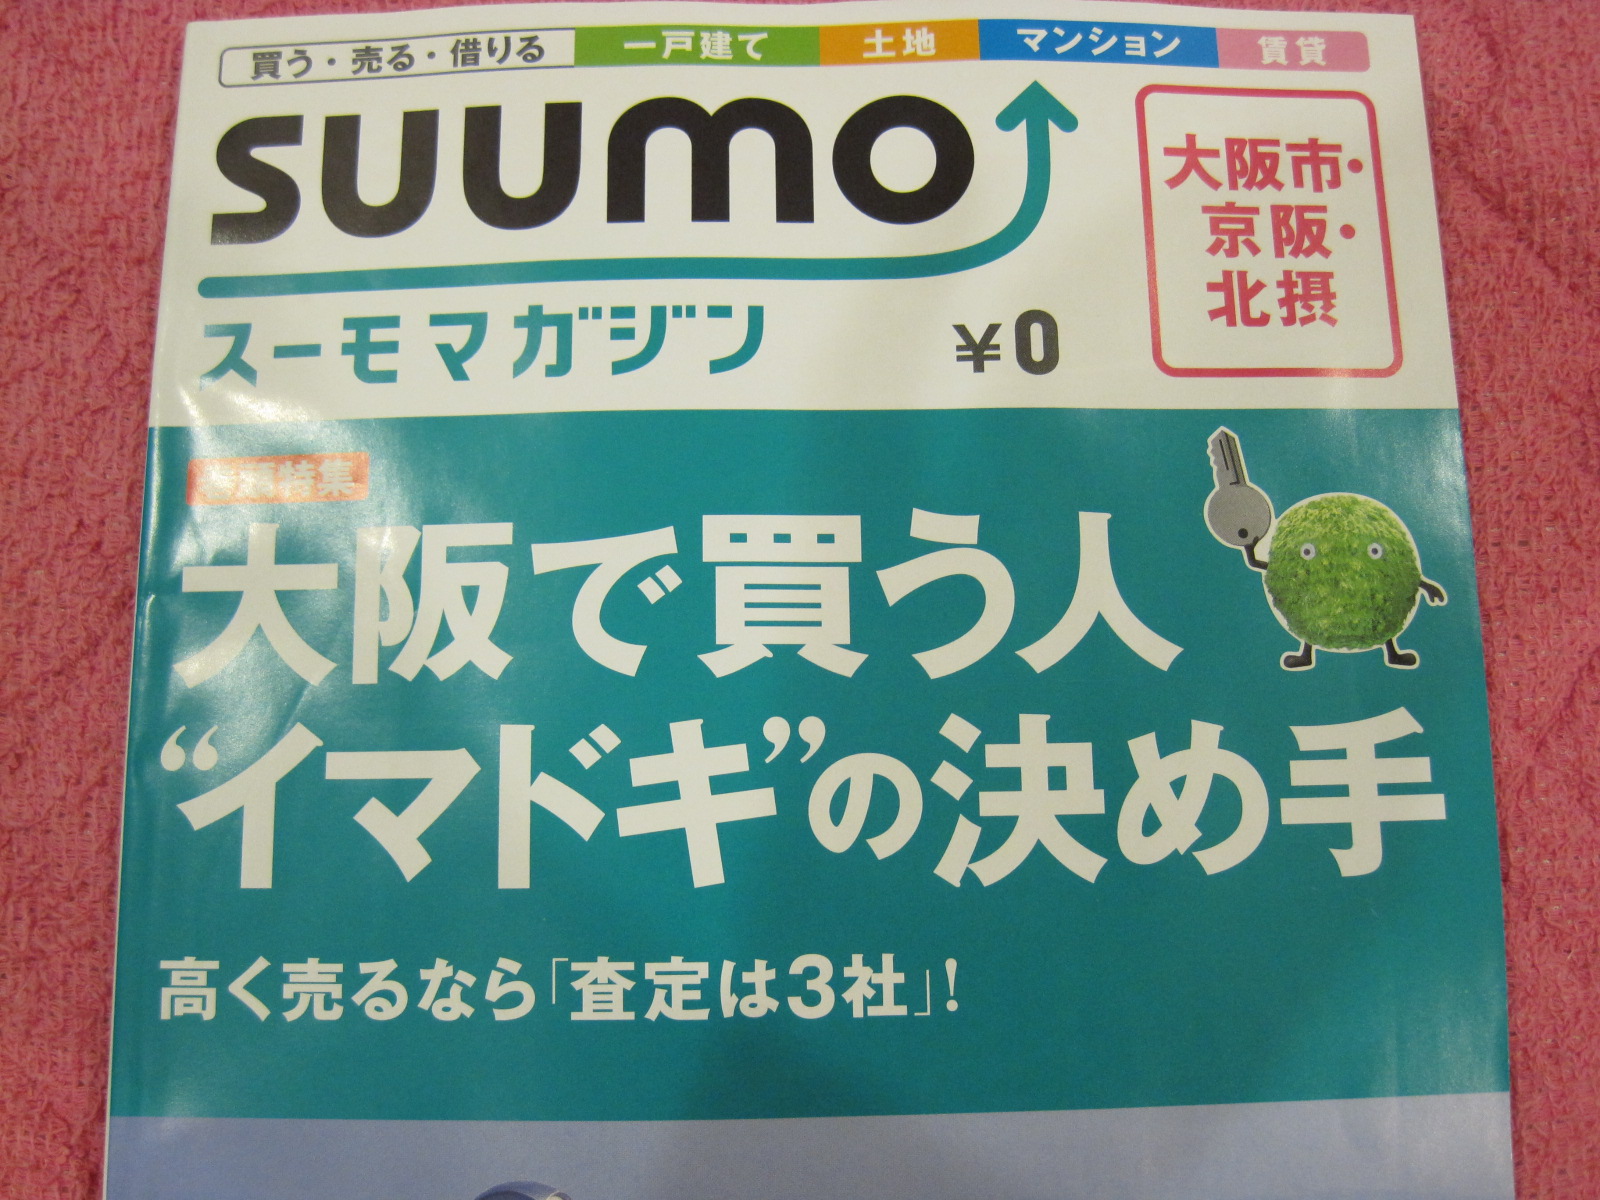 買う・売る・借りる 一戸建て 土地 マンション 賃貸
suumo
スーモマガジン
¥0
大阪市・
京阪・
北摂
巻頭特集
大阪で買う人
“イマドキ”の決め手
高く売るなら「査定は3社」!